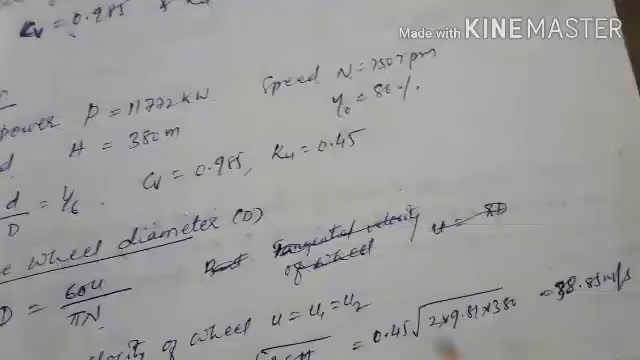 Cv = 0.985 & Ku
Made with KINEMASTER
power P = 11772 kW Speed N = 750 rpm
H = 380 m η₀ = 86 %.
d/D = 1/6 . Cv = 0.985, Ku = 0.45
wheel diameter (D)
Tangental velocity of wheel
D = 60u/πN
of wheel u = u₁ = u₂
= 0.45 √2×9.81×380 = 38.85 m/s